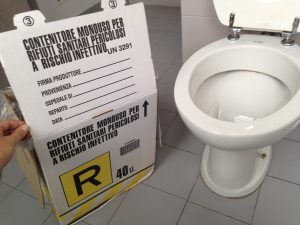 ③
③
CONTENITORE MONOUSO PER
RIFIUTI SANITARI PERICOLOSI
A RISCHIO INFETTIVO
UN 3291
FIRMA PRODUTTORE
PROVENIENZA
OSPEDALE DI
REPARTO
DATA
CONTENITORE MONOUSO PER
RIFIUTI SANITARI PERICOLOSI
A RISCHIO INFETTIVO
R
40 LT.